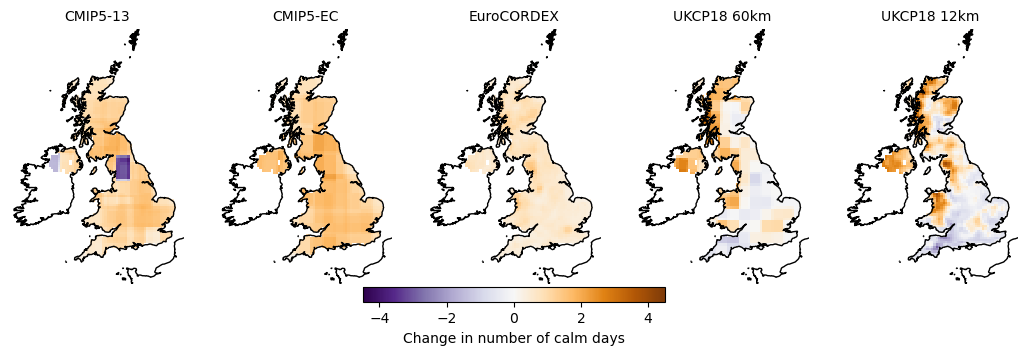 CMIP5-13 CMIP5-EC EuroCORDEX UKCP18 60km UKCP18 12km
−4 −2 0 2 4
Change in number of calm days